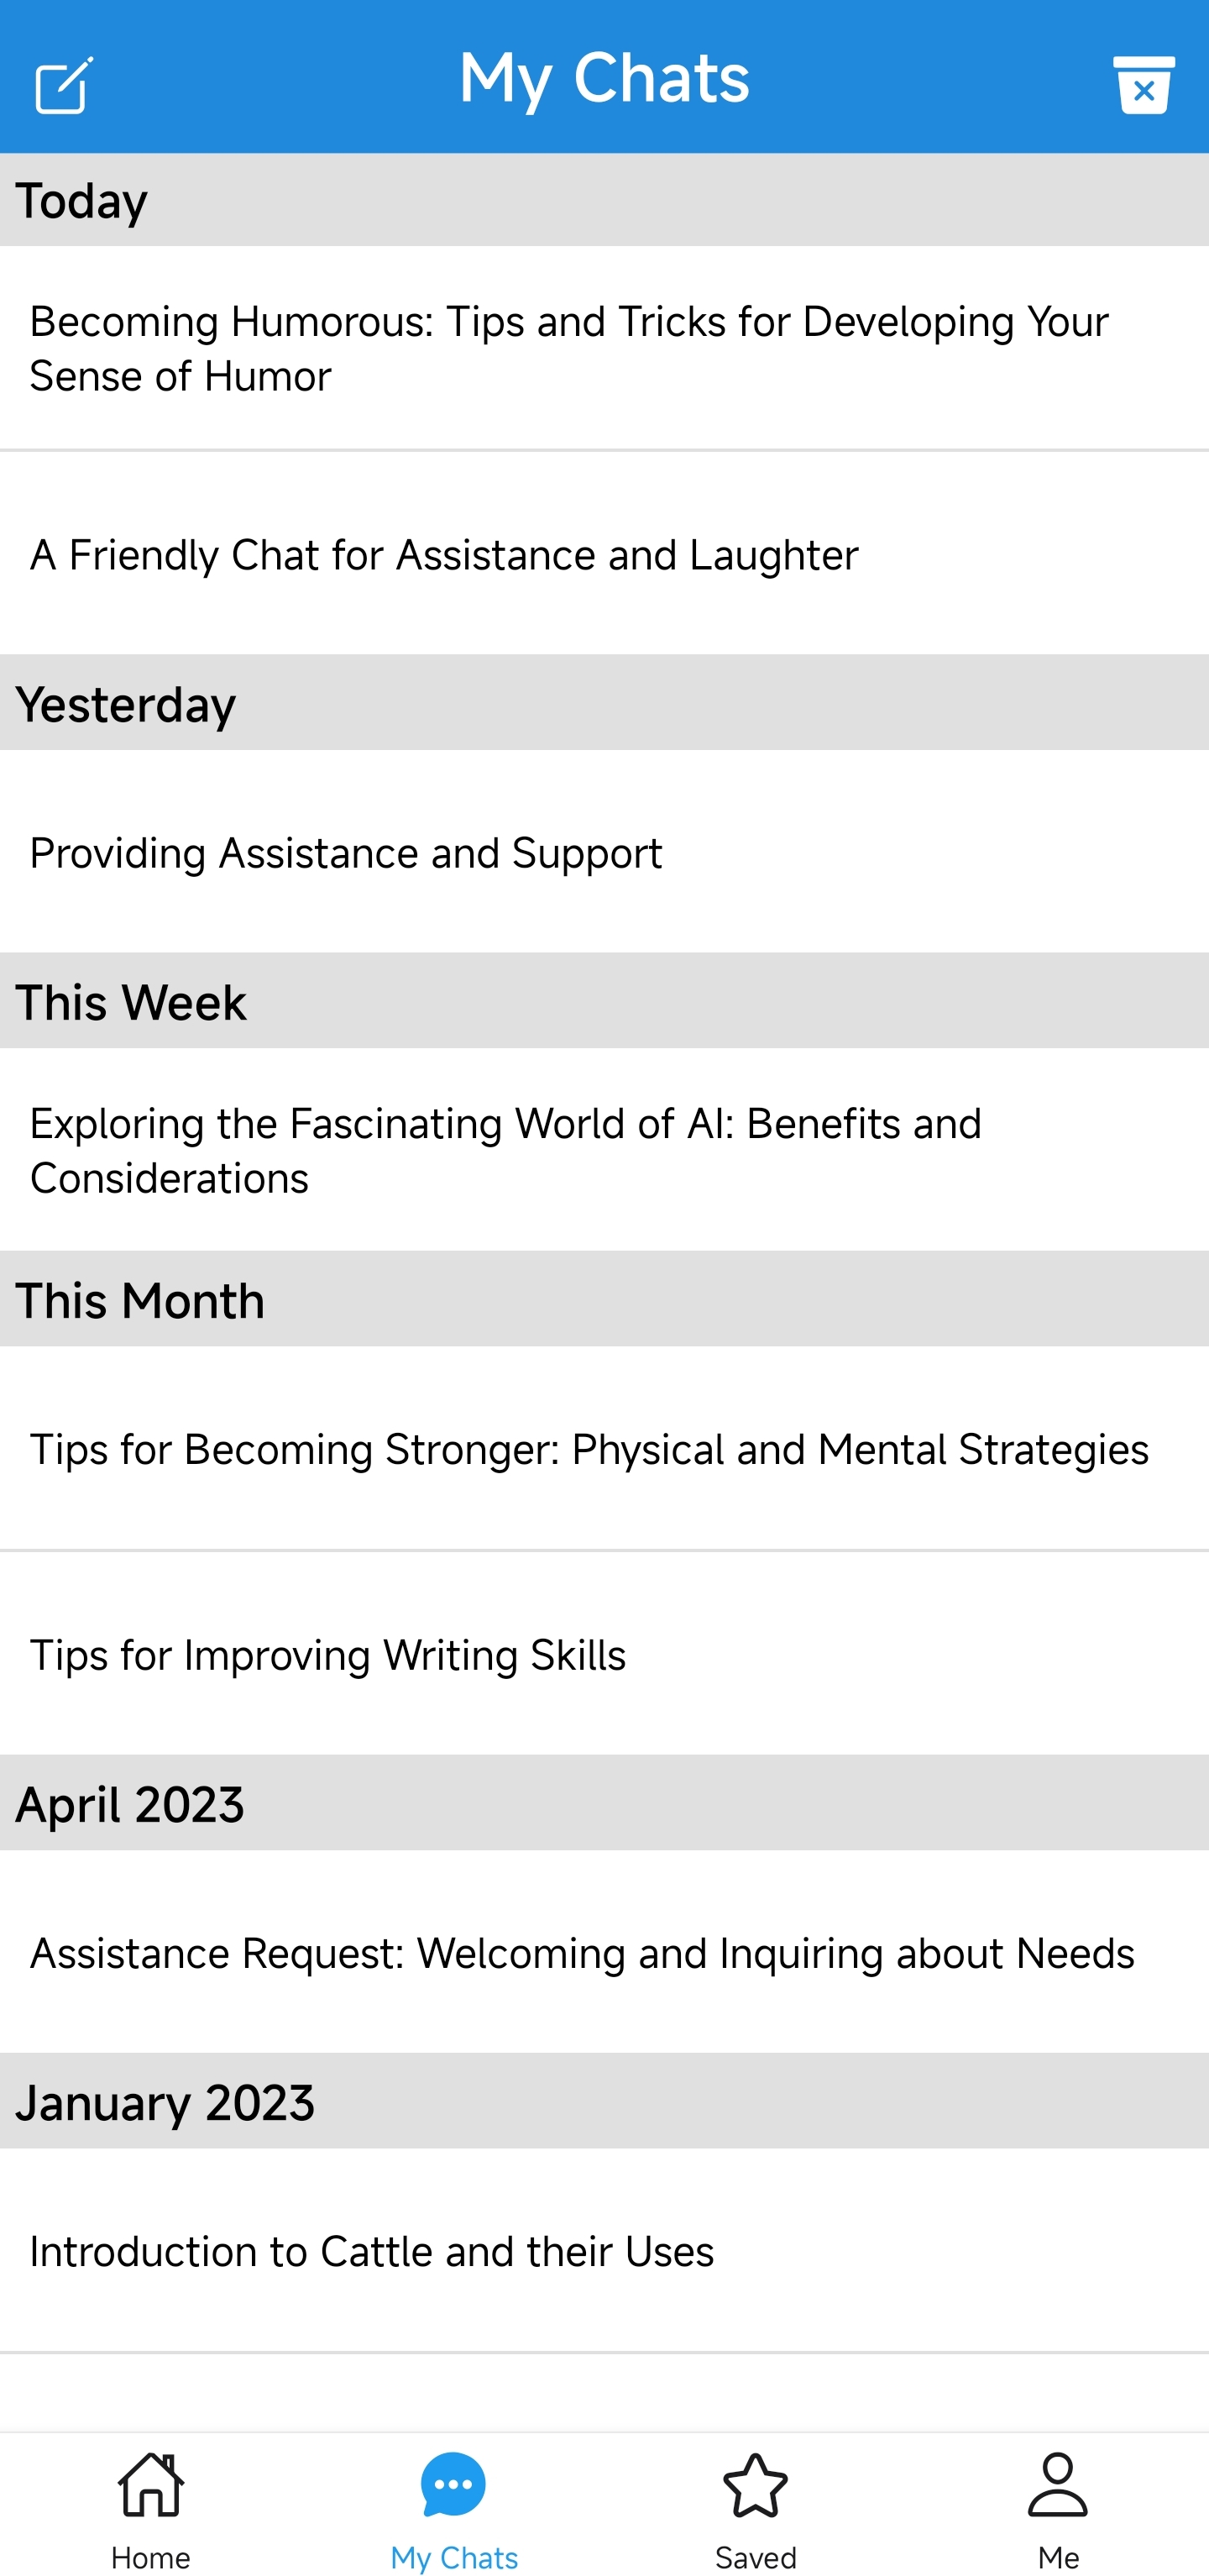 My Chats
Today
Becoming Humorous: Tips and Tricks for Developing Your
Sense of Humor
A Friendly Chat for Assistance and Laughter
Yesterday
Providing Assistance and Support
This Week
Exploring the Fascinating World of AI: Benefits and
Considerations
This Month
Tips for Becoming Stronger: Physical and Mental Strategies
Tips for Improving Writing Skills
April 2023
Assistance Request: Welcoming and Inquiring about Needs
January 2023
Introduction to Cattle and their Uses
Home
My Chats
Saved
Me